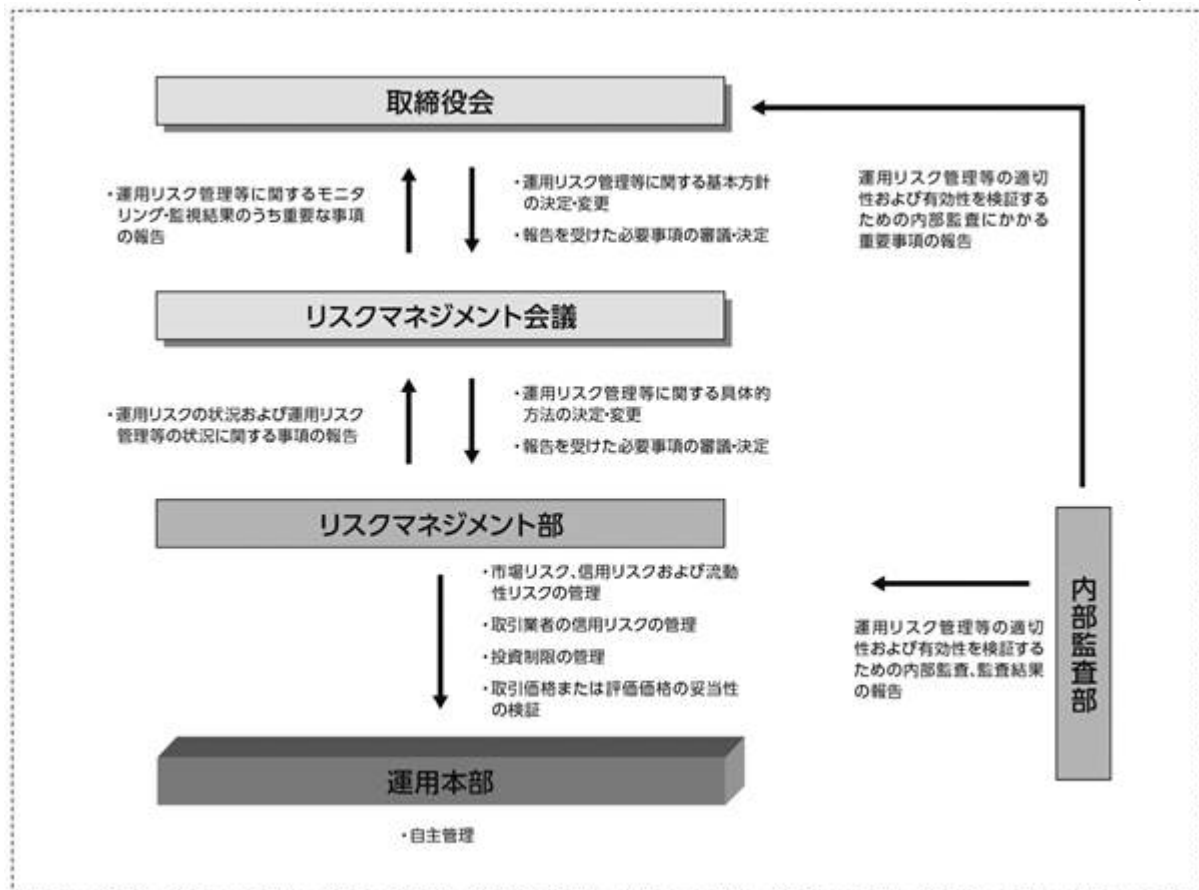 取締役会
・運用リスク管理等に関するモニタ
リング・監視結果のうち重要な事項
の報告
・運用リスク管理等に関する基本方針
の決定・変更
・報告を受けた必要事項の審議・決定
運用リスク管理等の適切
性および有効性を検証する
ための内部監査にかかる
重要事項の報告
リスクマネジメント会議
・運用リスクの状況および運用リスク
管理等の状況に関する事項の報告
・運用リスク管理等に関する具体的
方法の決定・変更
・報告を受けた必要事項の審議・決定
リスクマネジメント部
・市場リスク、信用リスクおよび流動
性リスクの管理
・取引業者の信用リスクの管理
・投資制限の管理
・取引価格または評価価格の妥当性
の検証
運用リスク管理等の適切
性および有効性を検証する
ための内部監査、監査結果
の報告
内部監査部
運用本部
・自主管理